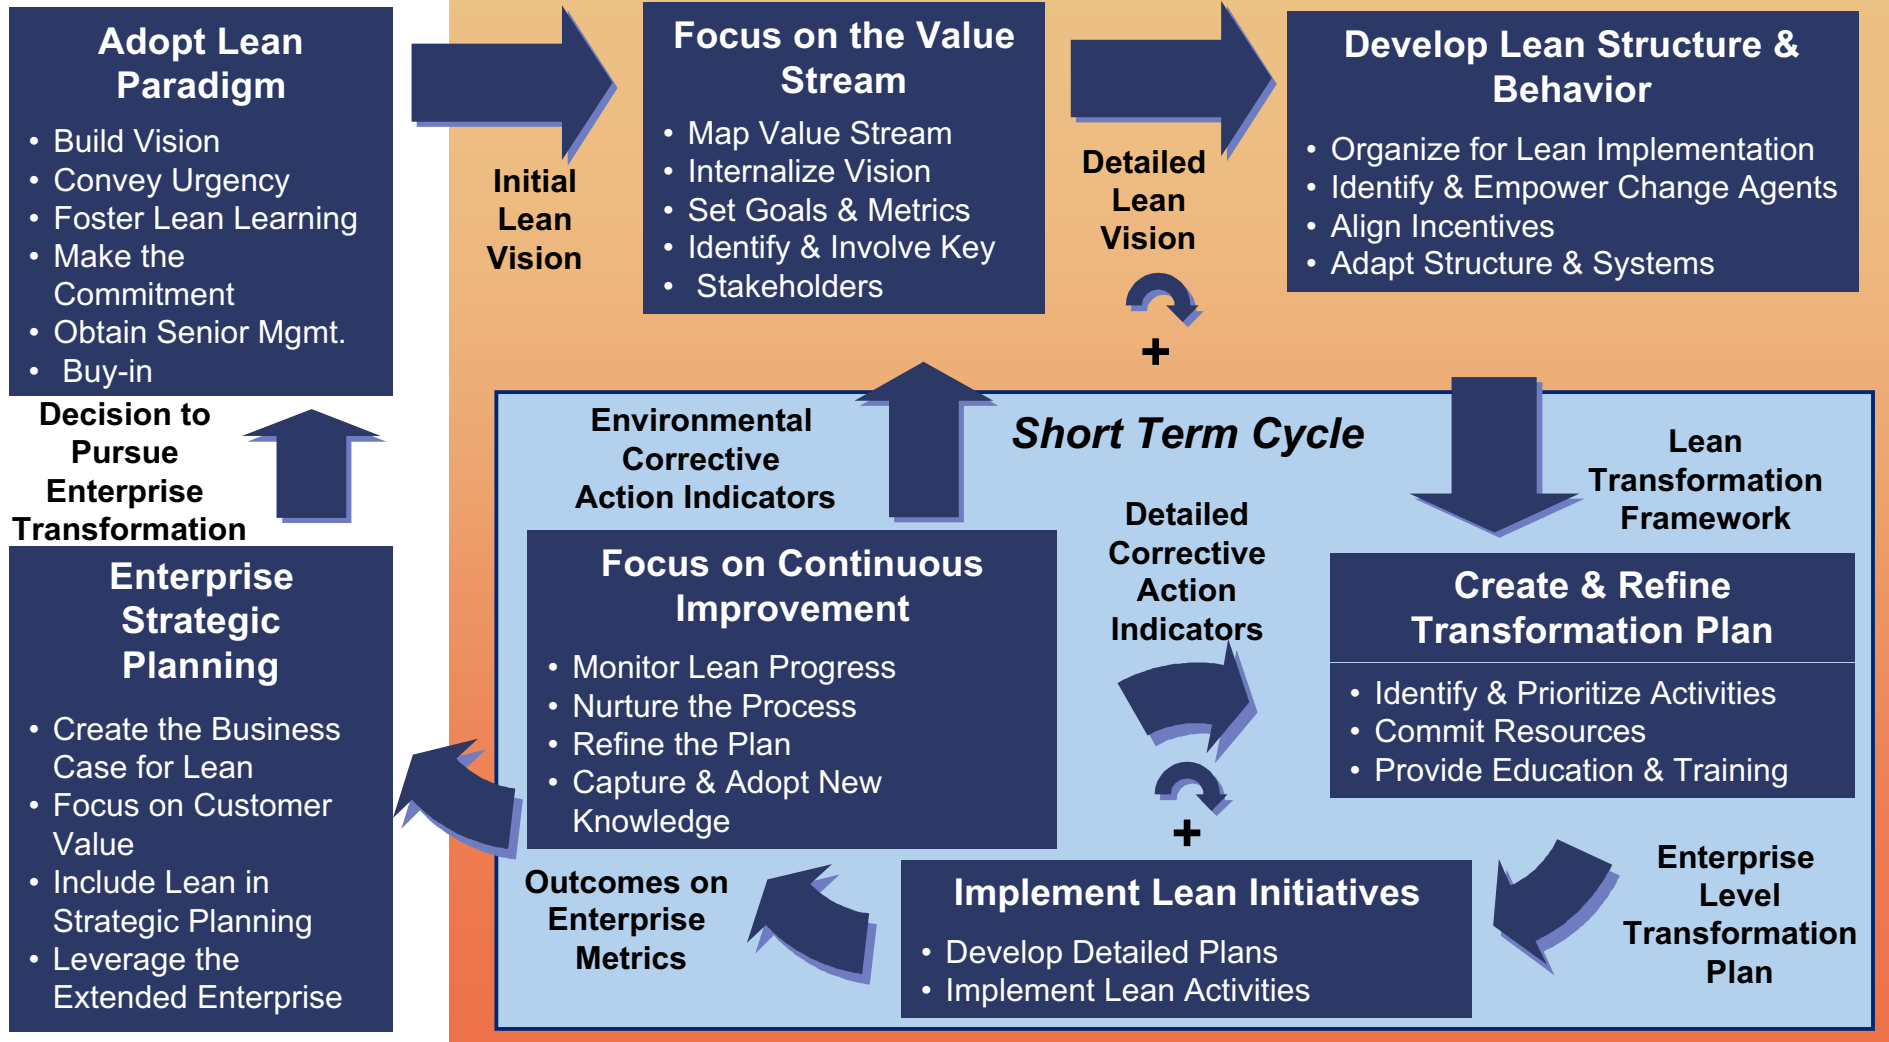 Adopt Lean
Paradigm
• Build Vision
• Convey Urgency
• Foster Lean Learning
• Make the
Commitment
• Obtain Senior Mgmt.
• Buy-in
Initial
Lean
Vision
Focus on the Value
Stream
• Map Value Stream
• Internalize Vision
• Set Goals & Metrics
• Identify & Involve Key
• Stakeholders
Detailed
Lean
Vision
+
Develop Lean Structure &
Behavior
• Organize for Lean Implementation
• Identify & Empower Change Agents
• Align Incentives
• Adapt Structure & Systems
Decision to
Pursue
Enterprise
Transformation
Environmental
Corrective
Action Indicators
Short Term Cycle
Lean
Transformation
Framework
Enterprise
Strategic
Planning
• Create the Business
Case for Lean
• Focus on Customer
Value
• Include Lean in
Strategic Planning
• Leverage the
Extended Enterprise
Focus on Continuous
Improvement
• Monitor Lean Progress
• Nurture the Process
• Refine the Plan
• Capture & Adopt New
Knowledge
Detailed
Corrective
Action
Indicators
+
Create & Refine
Transformation Plan
• Identify & Prioritize Activities
• Commit Resources
• Provide Education & Training
Outcomes on
Enterprise
Metrics
Implement Lean Initiatives
• Develop Detailed Plans
• Implement Lean Activities
Enterprise
Level
Transformation
Plan